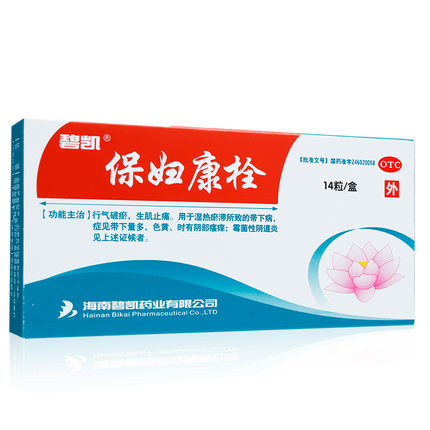 碧凯®
保妇康栓
【批准文号】国药准字Z46020058
OTC
14粒/盒
外
【功能主治】行气破瘀，生肌止痛。用于湿热瘀滞所致的带下病，
症见带下量多、色黄、时有阴部瘙痒；霉菌性阴道炎
见上述证候者。
海南碧凯药业有限公司
Hainan Bikai Pharmaceutical Co.,Ltd.